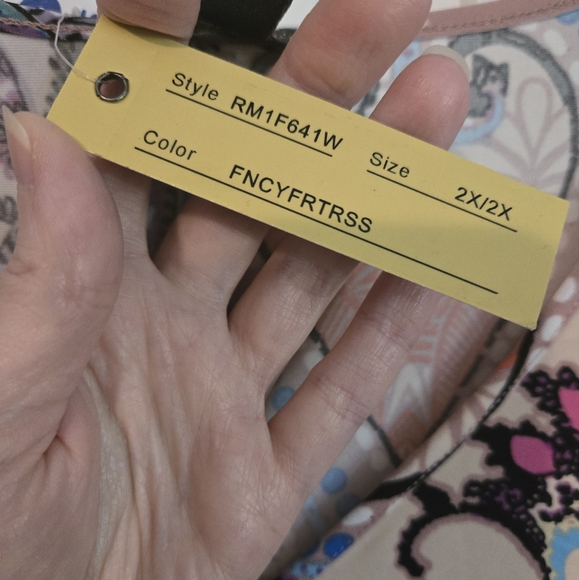 Style RM1F641W Size 2X/2X
Color FNCYFRTRSS